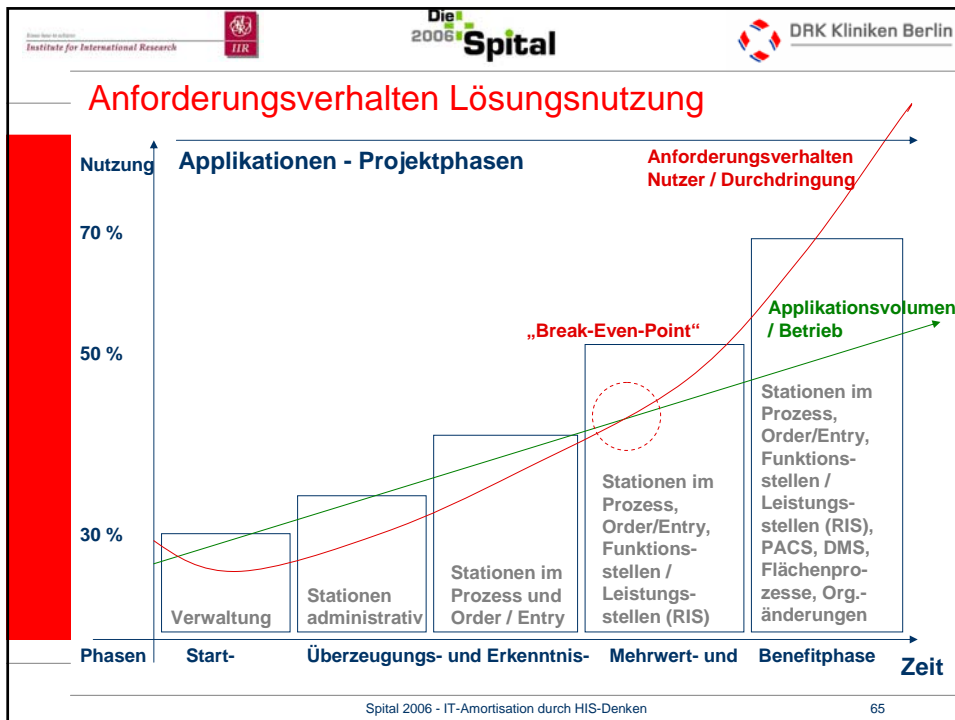 Institute for International Research
IIR
Die
2006 Spital
DRK Kliniken Berlin
Anforderungsverhalten Lösungsnutzung
Nutzung
Applikationen - Projektphasen
Anforderungsverhalten
Nutzer / Durchdringung
70 %
50 %
30 %
„Break-Even-Point“
Applikationsvolumen
/ Betrieb
Verwaltung
Stationen
administrativ
Stationen im
Prozess und
Order / Entry
Stationen im
Prozess,
Order/Entry,
Funktions-
stellen /
Leistungs-
stellen (RIS)
Stationen im
Prozess,
Order/Entry,
Funktions-
stellen /
Leistungs-
stellen (RIS),
PACS, DMS,
Flächenpro-
zesse, Org.-
änderungen
Phasen Start- Überzeugungs- und Erkenntnis- Mehrwert- und Benefitphase
Zeit
Spital 2006 - IT-Amortisation durch HIS-Denken 65